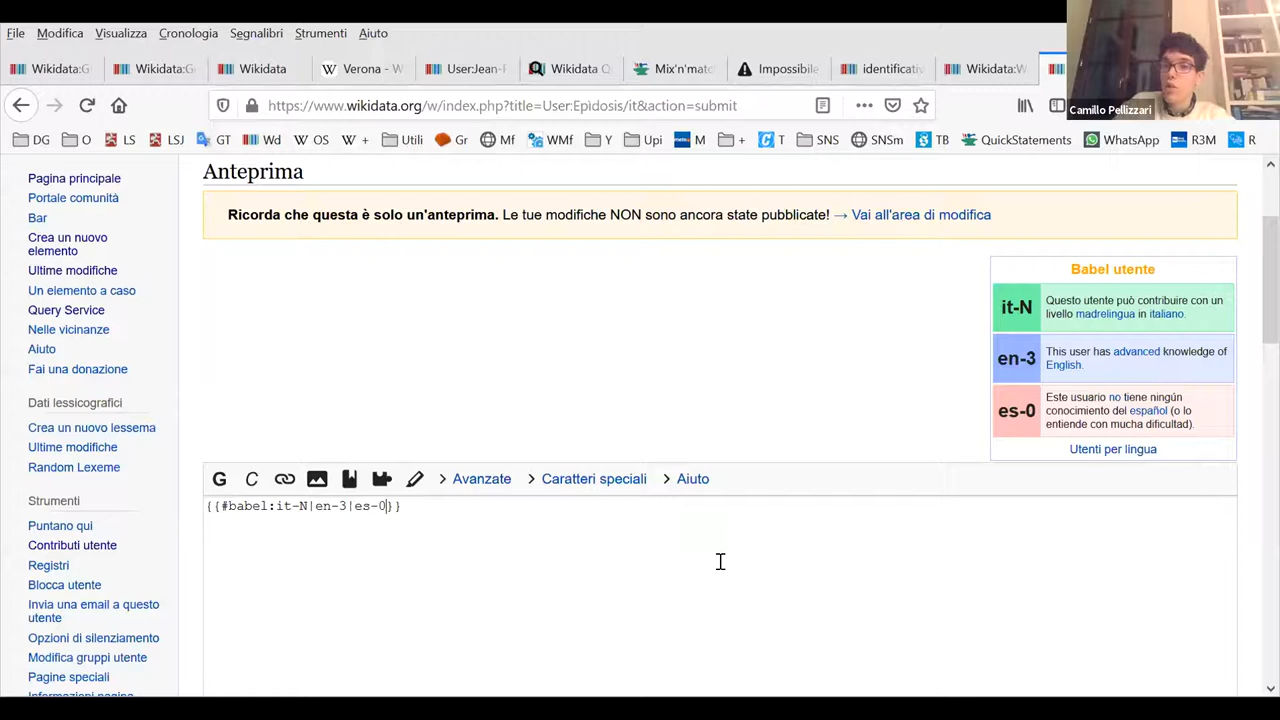 File Modifica Visualizza Cronologia Segnalibri Strumenti Aiuto
Wikidata:G Wikidata:G Wikidata Verona - W User:Jean- Wikidata Q Mix'n'matc Impossibile identificativ Wikidata:W
Camillo Pellizzari
https://www.wikidata.org/w/index.php?title=User:Epìdosis/it&action=submit
DG O LS LSJ GT Wd OS + Utili Gr Mf WMf Y Upi M + T SNS SNSm TB QuickStatements WhatsApp R3M R
Pagina principale
Portale comunità
Bar
Crea un nuovo
elemento
Ultime modifiche
Un elemento a caso
Query Service
Nelle vicinanze
Aiuto
Fai una donazione
Dati lessicografici
Crea un nuovo lessema
Ultime modifiche
Random Lexeme
Strumenti
Puntano qui
Contributi utente
Registri
Blocca utente
Invia una email a questo
utente
Opzioni di silenziamento
Modifica gruppi utente
Pagine speciali
Informazioni pagina
Anteprima
Ricorda che questa è solo un'anteprima. Le tue modifiche NON sono ancora state pubblicate! → Vai all'area di modifica
Babel utente
it-N Questo utente può contribuire con un
livello madrelingua in italiano.
en-3 This user has advanced knowledge of
English.
es-0 Este usuario no tiene ningún
conocimiento del español (o lo
entiende con mucha dificultad).
Utenti per lingua
G C Avanzate Caratteri speciali Aiuto
{{#babel:it-N|en-3|es-0}}